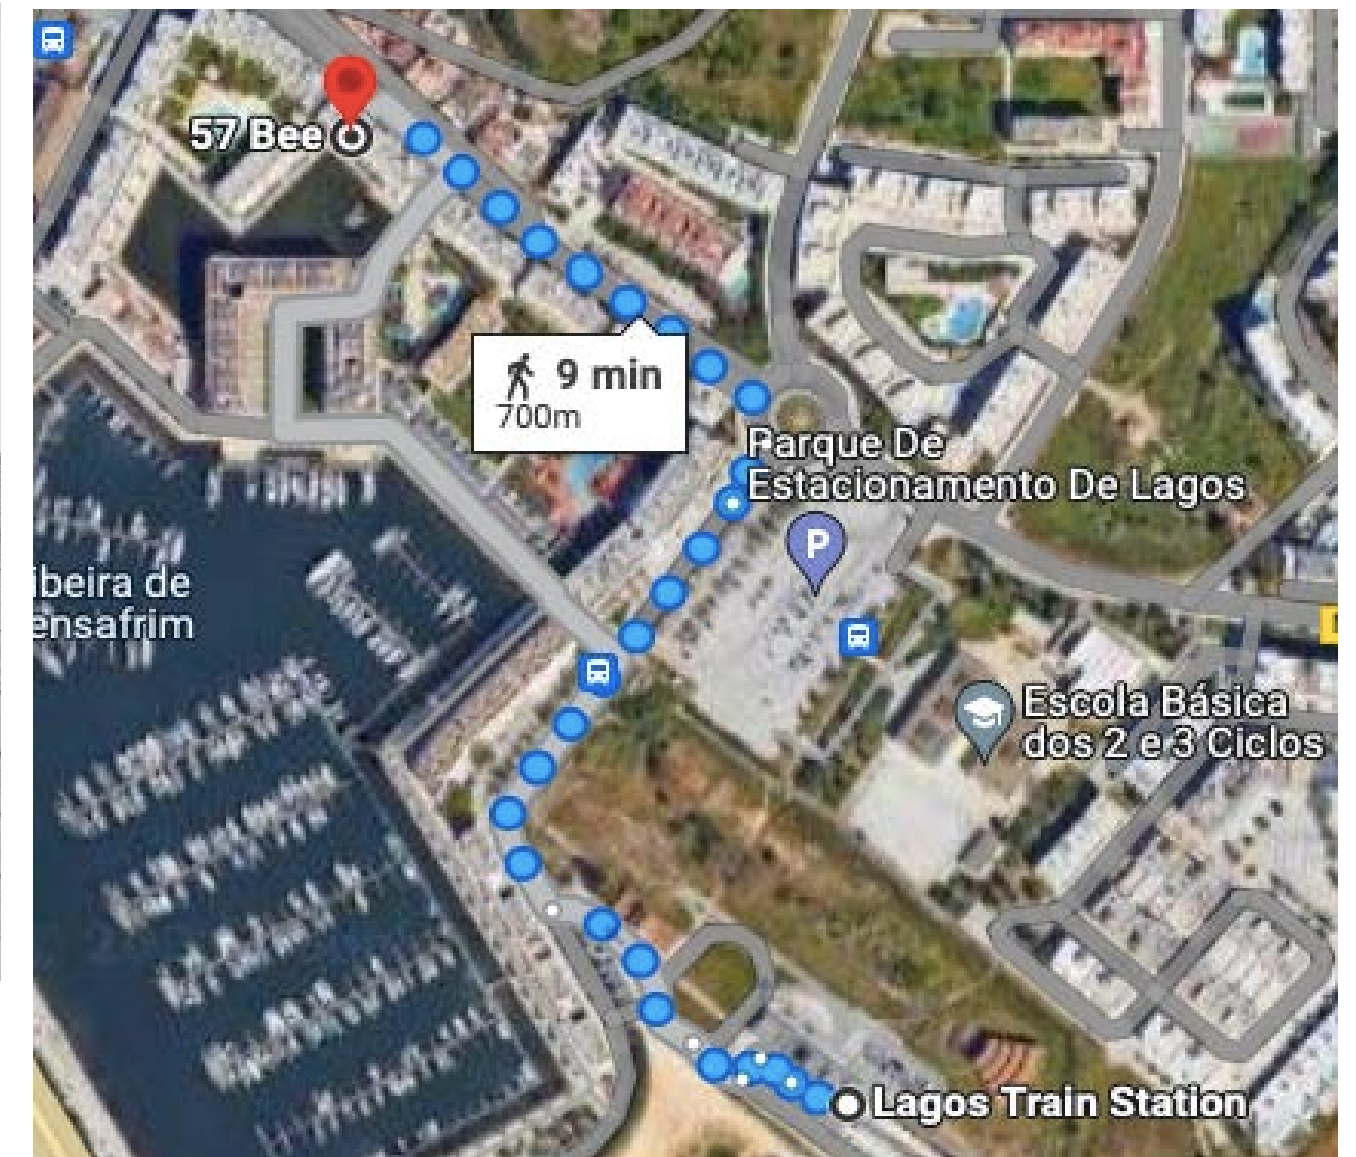 57 Bee
9 min
700m
Parque De
Estacionamento De Lagos
P
ibeira de
ensafrim
Escola Básica
dos 2 e 3 Ciclos
Lagos Train Station